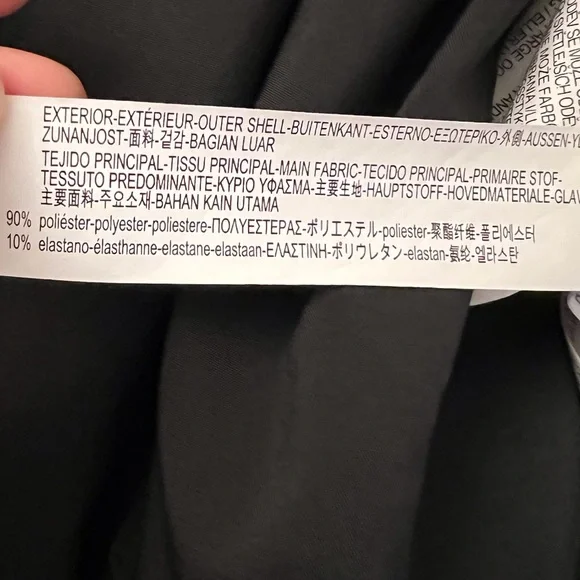 EXTERIOR-EXTÉRIEUR-OUTER SHELL-BUITENKANT-ESTERNO-ΕΞΩΤΕΡΙΚΟ-外側-AUSSEN-
ZUNANJOST-面料-겉감-BAGIAN LUAR
TEJIDO PRINCIPAL-TISSU PRINCIPAL-MAIN FABRIC-TECIDO PRINCIPAL-PRIMAIRE STOF-
TESSUTO PREDOMINANTE-ΚΥΡΙΟ ΥΦΑΣΜΑ-主要生地-HAUPTSTOFF-HOVEDMATERIALE-
主要面料-주요소재-BAHAN KAIN UTAMA
90% poliéster-polyester-poliestere-ΠΟΛΥΕΣΤΕΡΑΣ-ポリエステル-poliester-聚酯纤维-폴리에스터
10% elastano-élasthanne-elastane-elastaan-ΕΛΑΣΤΙΝΗ-ポリウレタン-elastan-氨纶-엘라스탄